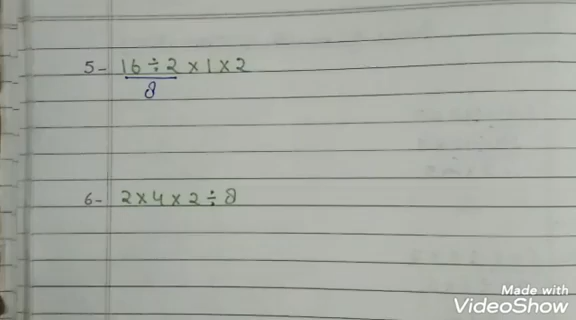 5- 16 ÷ 2 × 1 × 2
8
6- 2 × 4 × 2 ÷ 8
Made with
VideoShow